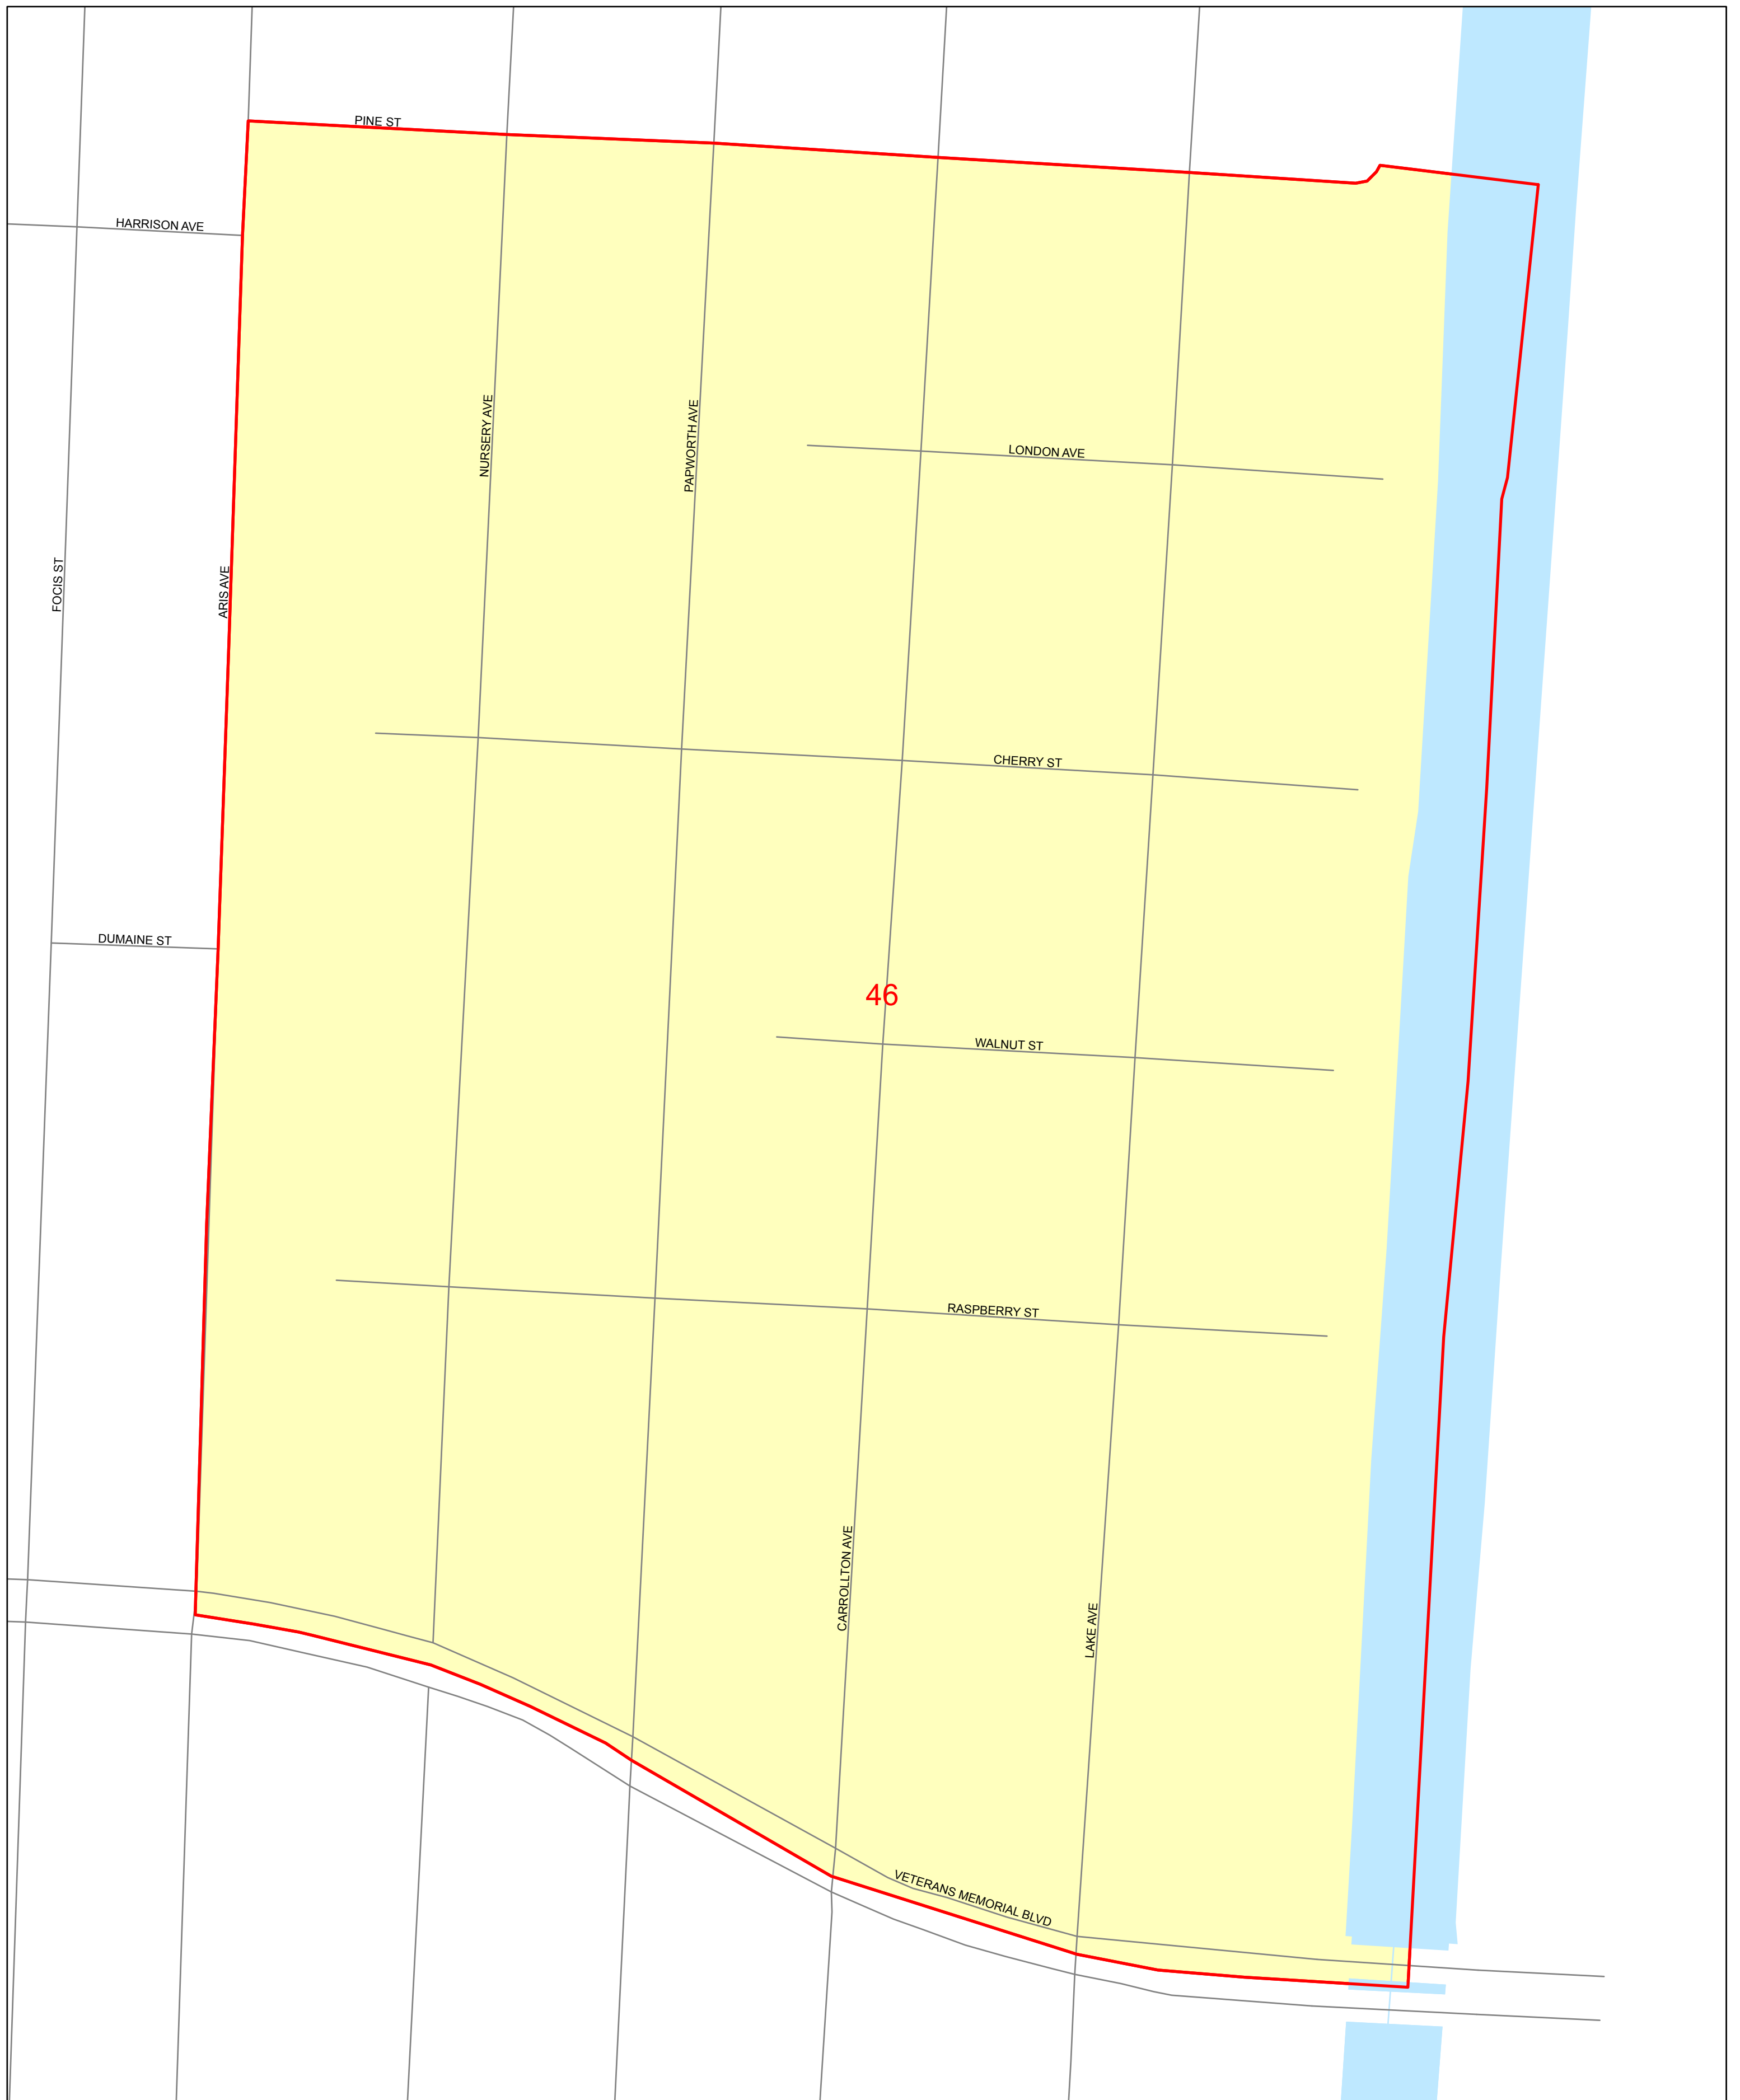 PINE ST
HARRISON AVE
NURSERY AVE
PAPWORTH AVE
LONDON AVE
FOCIS ST
ARIS AVE
CHERRY ST
DUMAINE ST
46
WALNUT ST
RASPBERRY ST
CARROLLTON AVE
LAKE AVE
VETERANS MEMORIAL BLVD